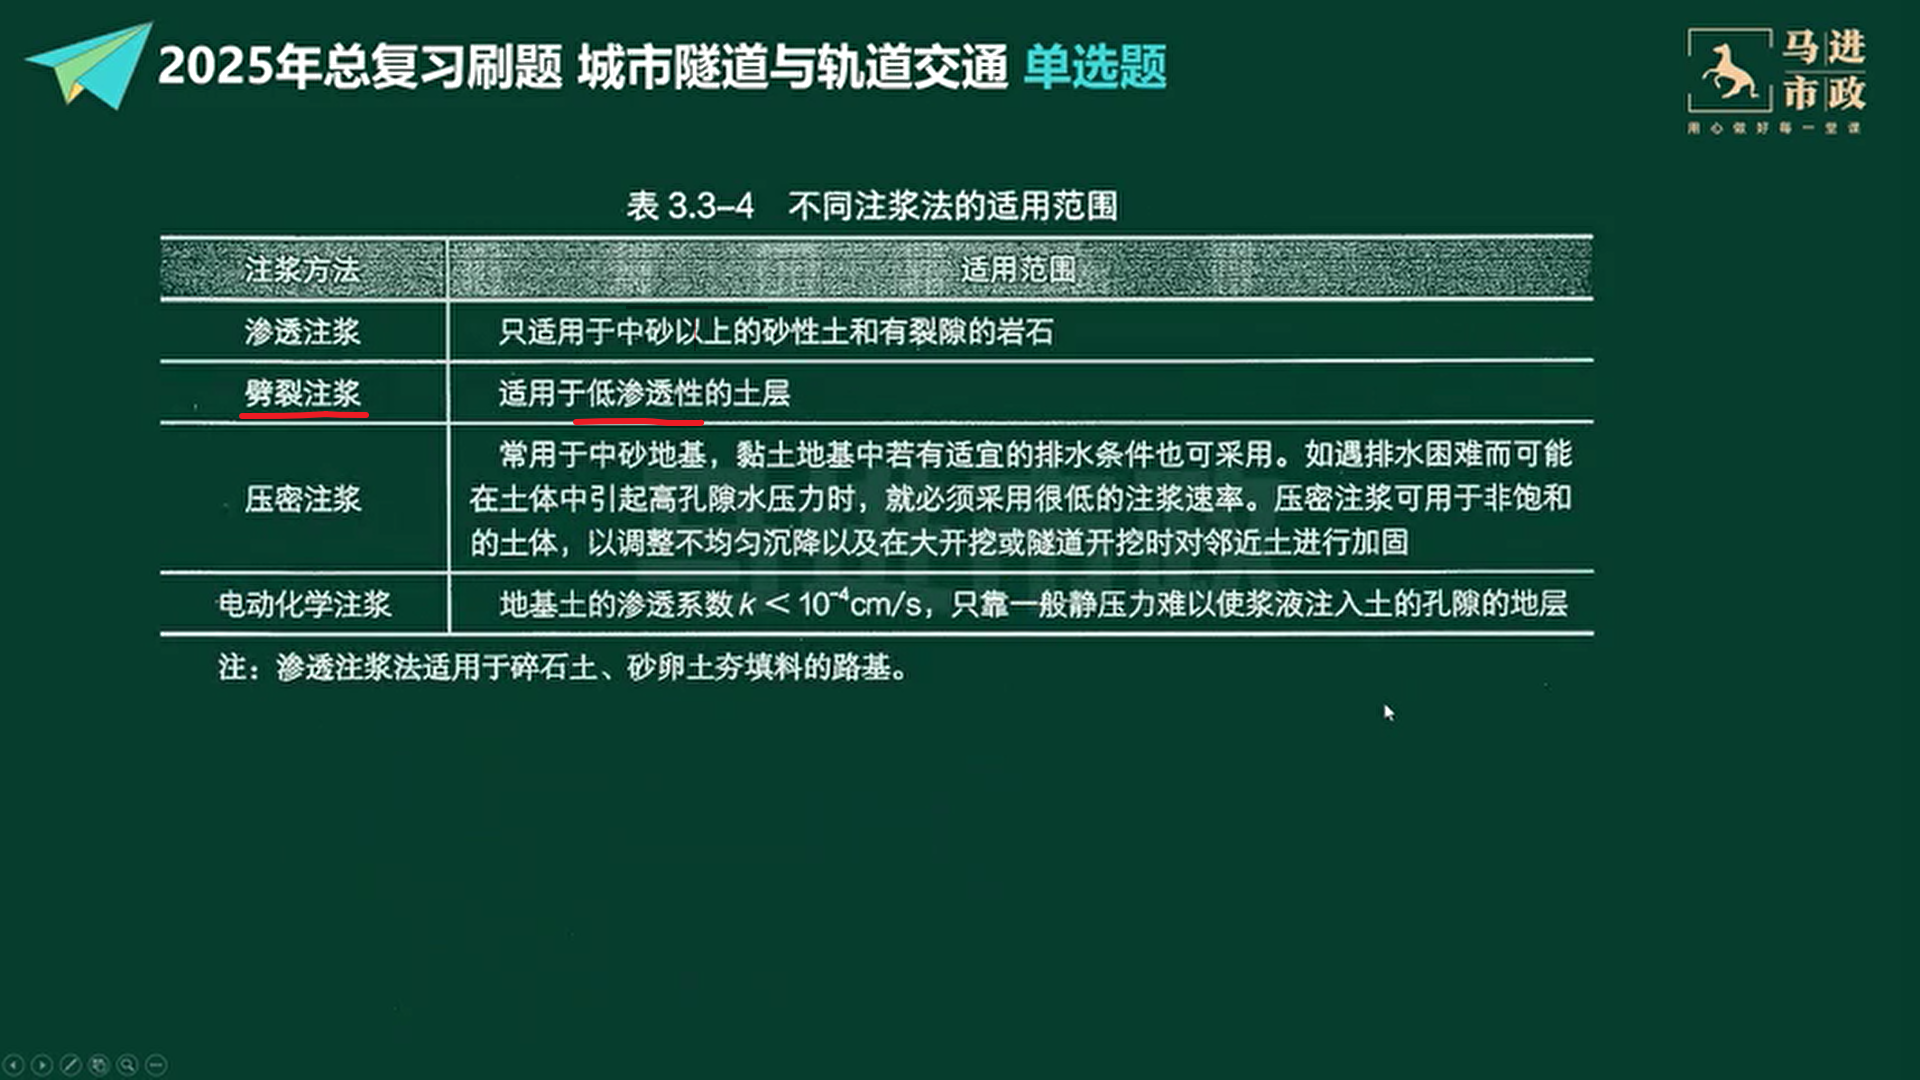 2025年总复习刷题 城市隧道与轨道交通 单选题
马进
市政
用心做好每一堂课
表 3.3-4 不同注浆法的适用范围
注浆方法 适用范围
渗透注浆 只适用于中砂以上的砂性土和有裂隙的岩石
劈裂注浆 适用于低渗透性的土层
压密注浆
常用于中砂地基，黏土地基中若有适宜的排水条件也可采用。如遇排水困难而可能
在土体中引起高孔隙水压力时，就必须采用很低的注浆速率。压密注浆可用于非饱和
的土体，以调整不均匀沉降以及在大开挖或隧道开挖时对邻近土进行加固
电动化学注浆 地基土的渗透系数 k < 10⁻⁴cm/s，只靠一般静压力难以使浆液注入土的孔隙的地层
注：渗透注浆法适用于碎石土、砂卵土夯填料的路基。